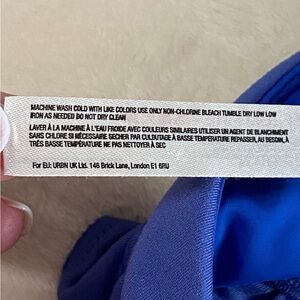 MACHINE WASH COLD WITH LIKE COLORS USE ONLY NON-CHLORINE BLEACH TUMBLE DRY LOW LOW
IRON AS NEEDED DO NOT DRY CLEAN
LAVER À LA MACHINE À L'EAU FROIDE AVEC COULEURS SIMILAIRES UTILISER UN AGENT DE BLANCHIMENT
SANS CHLORE SI NÉCESSAIRE SECHER PAR CULBUTAGE À BASSE TEMPERATURE REPASSER, AU BESOIN, À
TRÈS BASSE TEMPÉRATURE NE PAS NETTOYER À SEC
For EU: URBN UK Ltd. 146 Brick Lane, London E1 6RU